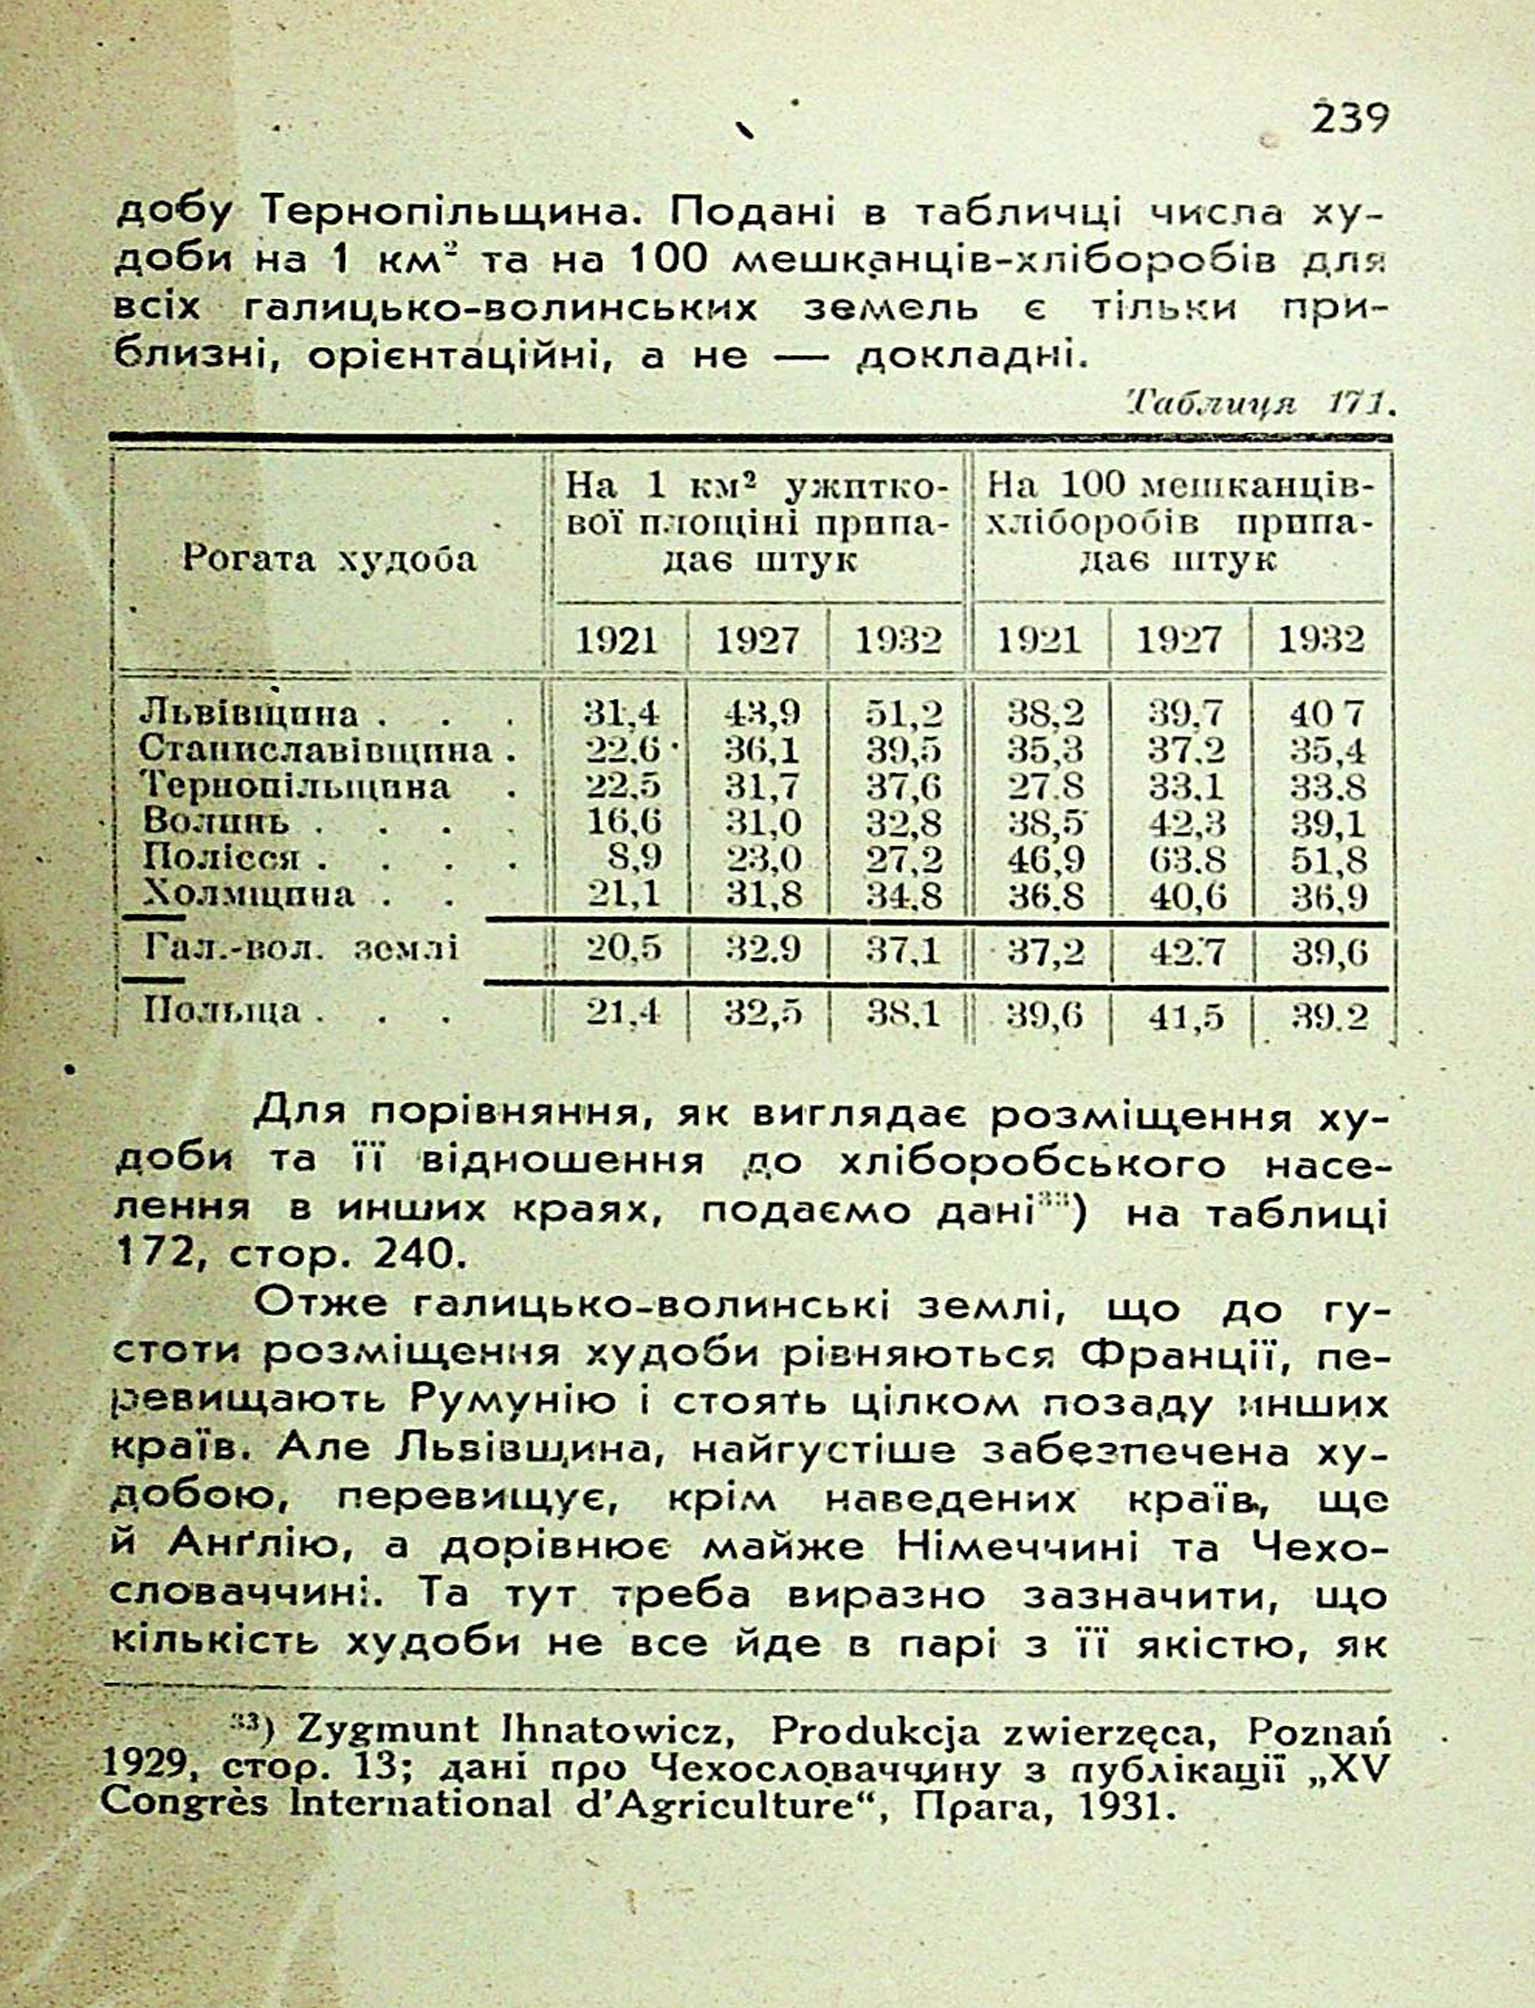 239
добу Тернопільщина. Подані в табличці числа ху-
доби на 1 км² та на 100 мешканців-хліборобів для
всіх галицько-волинських земель є тільки при-
близні, орієнтаційні, а не — докладні.
Таблиця 171.
Рогата худоба
На 1 км² ужитко-
вої площіні припа-
дає штук
На 100 мешканців-
хліборобів припа-
дає штук
1921 1927 1932 1921 1927 1932
Львівщина . . . 31,4 43,9 51,2 38,2 39,7 40 7
Станиславівщина . 22,6 36,1 39,5 35,3 37,2 35,4
Тернопільщина . 22,5 31,7 37,6 27.8 33.1 33.8
Волинь . . . . 16,6 31,0 32,8 38,5 42,3 39,1
Полісся . . . . 8,9 23,0 27,2 46,9 63.8 51,8
Холмщина . . 21,1 31,8 34,8 36.8 40,6 36,9
Гал.-вол. землі 20,5 32.9 37,1 37,2 42.7 39,6
Польща . . . 21,4 32,5 38.1 39,6 41,5 39.2
Для порівняння, як виглядає розміщення ху-
доби та її відношення до хліборобського насе-
лення в инших краях, подаємо дані³³) на таблиці
172, стор. 240.
Отже галицько-волинські землі, що до гу-
стоти розміщення худоби рівняються Франції, пе-
ревищають Румунію і стоять цілком позаду инших
країв. Але Львівщина, найгустіше забезпечена ху-
добою, перевищує, крім наведених країв, ще
й Анґлію, а дорівнює майже Німеччині та Чехо-
словаччині. Та тут треба виразно зазначити, що
кількість худоби не все йде в парі з її якістю, як
³³) Zygmunt Ihnatowicz, Produkcja zwierzęca, Poznań
1929, стор. 13; дані про Чехословаччину з публікації „XV
Congrès International d'Agriculture“, Прага, 1931.